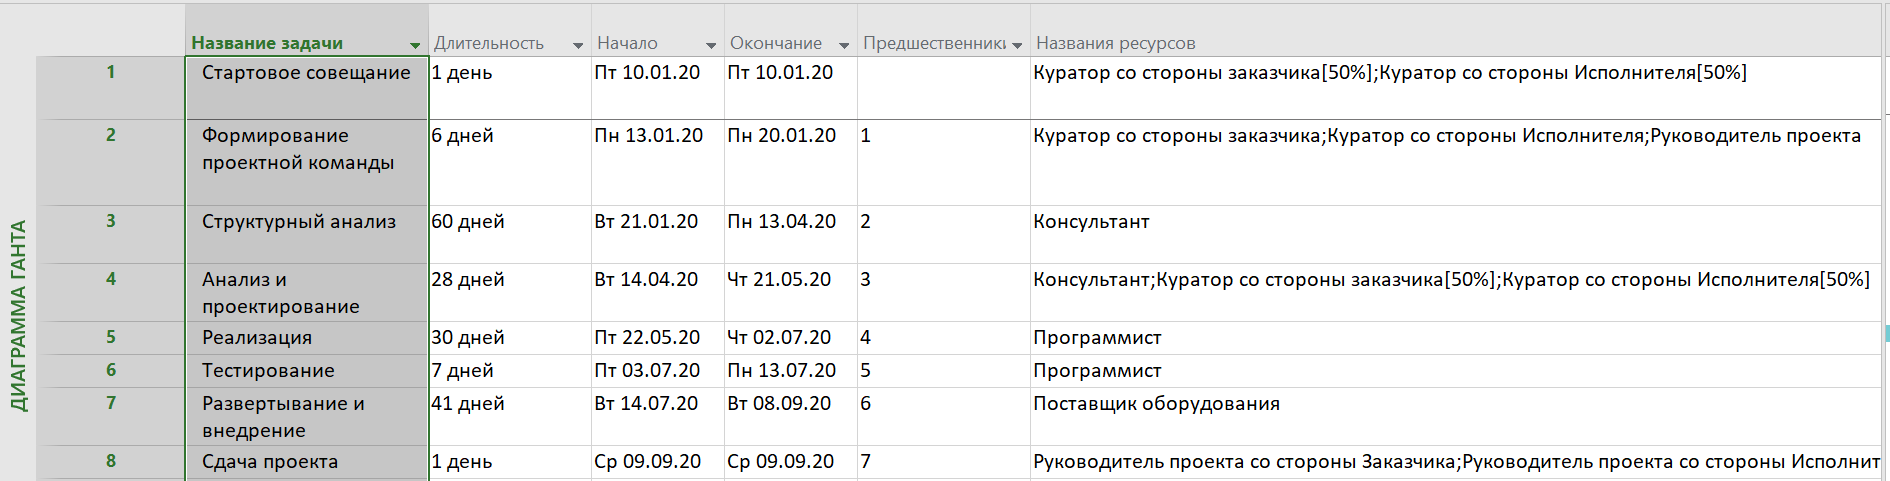 Название задачи Длительность Начало Окончание Предшественники Названия ресурсов
1 Стартовое совещание 1 день Пт 10.01.20 Пт 10.01.20 Куратор со стороны заказчика[50%];Куратор со стороны Исполнителя[50%]
2 Формирование 6 дней Пн 13.01.20 Пн 20.01.20 1 Куратор со стороны заказчика;Куратор со стороны Исполнителя;Руководитель проекта
проектной команды
3 Структурный анализ 60 дней Вт 21.01.20 Пн 13.04.20 2 Консультант
4 Анализ и 28 дней Вт 14.04.20 Чт 21.05.20 3 Консультант;Куратор со стороны заказчика[50%];Куратор со стороны Исполнителя[50%]
проектирование
5 Реализация 30 дней Пт 22.05.20 Чт 02.07.20 4 Программист
6 Тестирование 7 дней Пт 03.07.20 Пн 13.07.20 5 Программист
7 Развертывание и 41 дней Вт 14.07.20 Вт 08.09.20 6 Поставщик оборудования
внедрение
8 Сдача проекта 1 день Ср 09.09.20 Ср 09.09.20 7 Руководитель проекта со стороны Заказчика;Руководитель проекта со стороны Исполнит
ДИАГРАММА ГАНТА